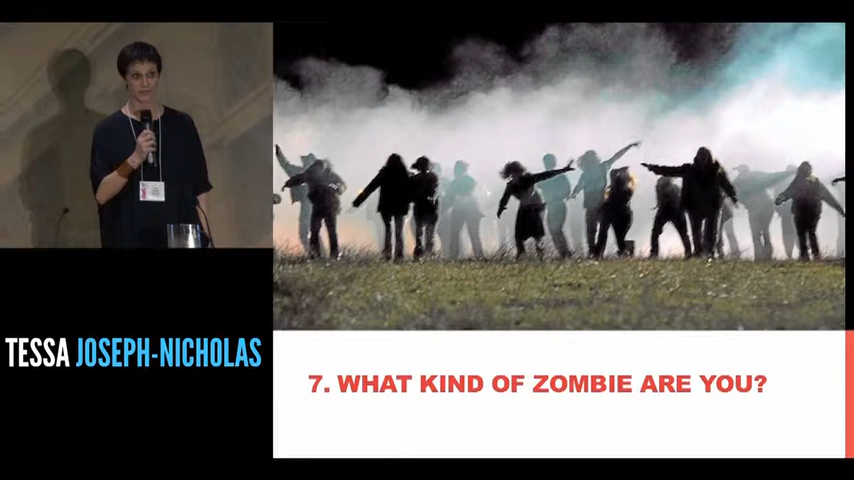 TESSA JOSEPH-NICHOLAS
7. WHAT KIND OF ZOMBIE ARE YOU?